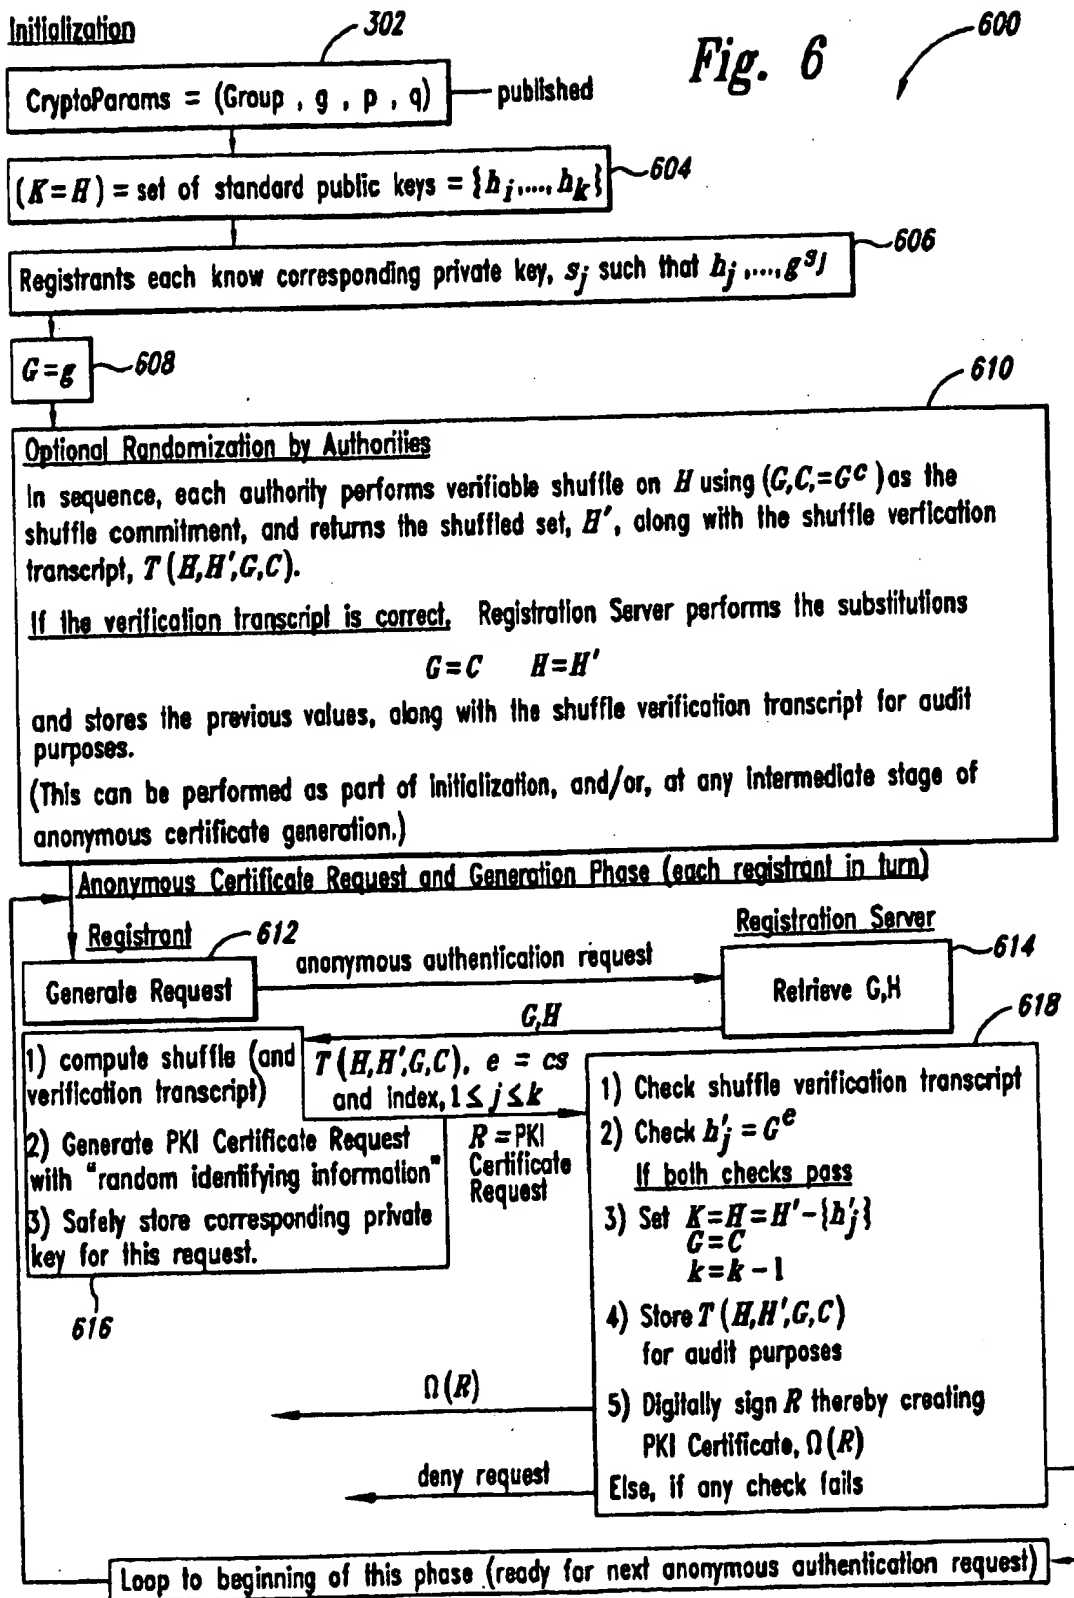 Initialization
302
Fig. 6
600
CryptoParams = (Group , g , p , q)
published
(K=H) = set of standard public keys = {h_j,...,h_k}
604
606
Registrants each know corresponding private key, s_j such that h_j ,...,g^{s_j}
G=g
608
610
Optional Randomization by Authorities
In sequence, each authority performs verifiable shuffle on H using (G,C,=G^c) as the
shuffle commitment, and returns the shuffled set, H', along with the shuffle verfication
transcript, T(H,H',G,C).
If the verification transcript is correct, Registration Server performs the substitutions
G=C H=H'
and stores the previous values, along with the shuffle verification transcript for audit
purposes.
(This can be performed as part of initialization, and/or, at any intermediate stage of
anonymous certificate generation.)
Anonymous Certificate Request and Generation Phase (each registrant in turn)
Registrant
612
Registration Server
614
Generate Request
anonymous authentication request
Retrieve G,H
G,H
618
1) compute shuffle (and
verification transcript)
2) Generate PKI Certificate Request
with "random identifying information"
3) Safely store corresponding private
key for this request.
616
T(H,H',G,C), e = cs
and index, 1 ≤ j ≤ k
R = PKI
Certificate
Request
1) Check shuffle verification transcript
2) Check h'_j = G^e
If both checks pass
3) Set K=H=H'-{h'_j}
G=C
k=k-1
4) Store T(H,H',G,C)
for audit purposes
5) Digitally sign R thereby creating
PKI Certificate, Ω(R)
Else, if any check fails
Ω(R)
deny request
Loop to beginning of this phase (ready for next anonymous authentication request)